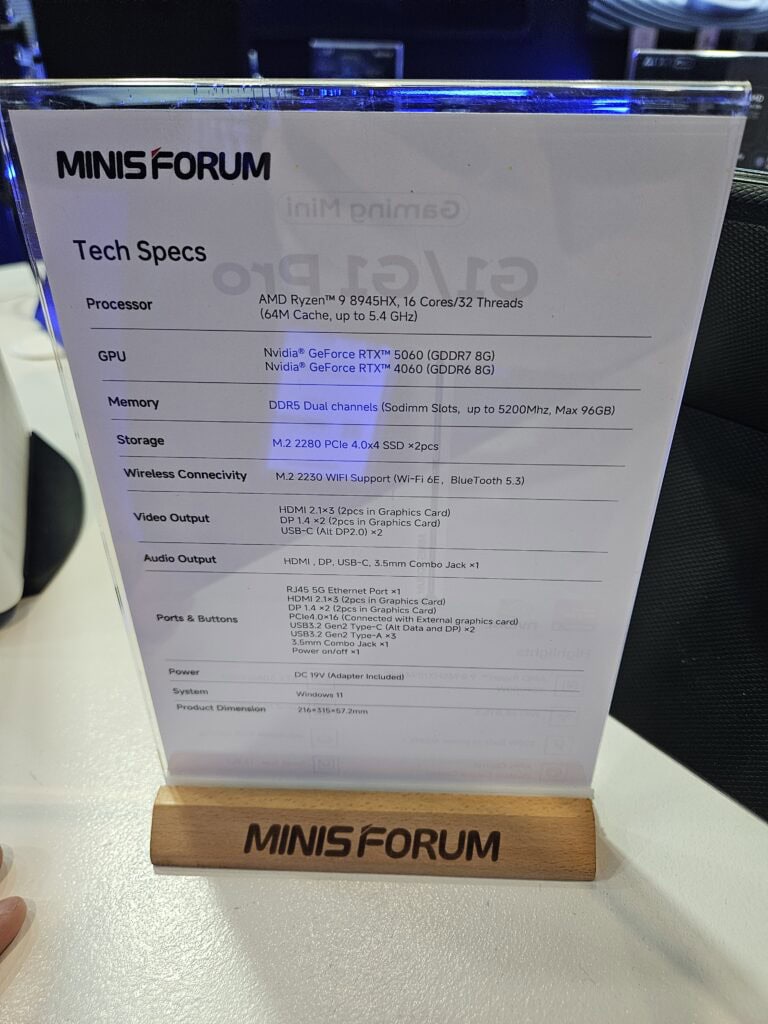 MINISFORUM
Gaming Mini
G1/G1 Pro
Tech Specs
Processor
AMD Ryzen™ 9 8945HX, 16 Cores/32 Threads
(64M Cache, up to 5.4 GHz)
GPU
Nvidia® GeForce RTX™ 5060 (GDDR7 8G)
Nvidia® GeForce RTX™ 4060 (GDDR6 8G)
Memory
DDR5 Dual channels (Sodimm Slots, up to 5200Mhz, Max 96GB)
Storage
M.2 2280 PCIe 4.0x4 SSD ×2pcs
Wireless Connecivity
M.2 2230 WIFI Support (Wi-Fi 6E, BlueTooth 5.3)
Video Output
HDMI 2.1×3 (2pcs in Graphics Card)
DP 1.4 ×2 (2pcs in Graphics Card)
USB-C (Alt DP2.0) ×2
Audio Output
HDMI , DP, USB-C, 3.5mm Combo Jack ×1
Ports & Buttons
RJ45 5G Ethernet Port ×1
HDMI 2.1×3 (2pcs in Graphics Card)
DP 1.4 ×2 (2pcs in Graphics Card)
PCIe4.0×16 (Connected with External graphics card)
USB3.2 Gen2 Type-C (Alt Data and DP) ×2
USB3.2 Gen2 Type-A ×3
3.5mm Combo Jack ×1
Power on/off ×1
Power
DC 19V (Adapter Included)
System
Windows 11
Product Dimension
216×315×57.2mm
Highlights
MINISFORUM